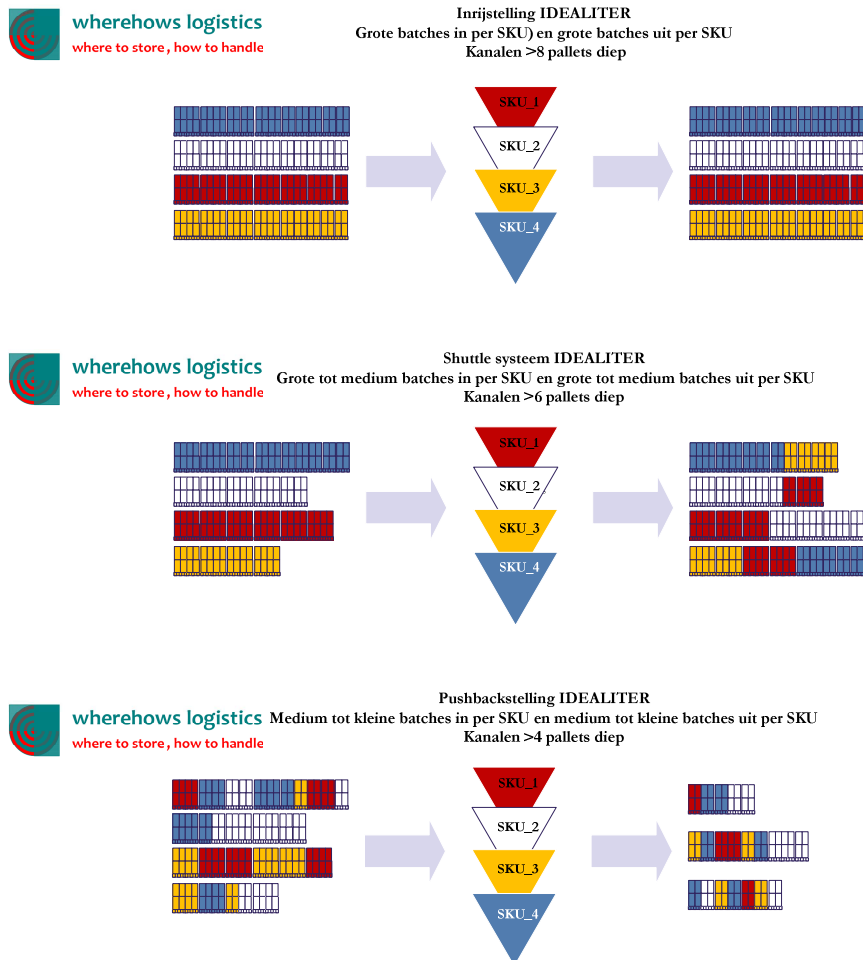 wherehows logistics
where to store, how to handle
Inrijstelling IDEALITER
Grote batches in per SKU) en grote batches uit per SKU
Kanalen >8 pallets diep
SKU_1
SKU_2
SKU_3
SKU_4
wherehows logistics
where to store, how to handle
Shuttle systeem IDEALITER
Grote tot medium batches in per SKU en grote tot medium batches uit per SKU
Kanalen >6 pallets diep
SKU_1
SKU_2
SKU_3
SKU_4
wherehows logistics
where to store, how to handle
Pushbackstelling IDEALITER
Medium tot kleine batches in per SKU en medium tot kleine batches uit per SKU
Kanalen >4 pallets diep
SKU_1
SKU_2
SKU_3
SKU_4